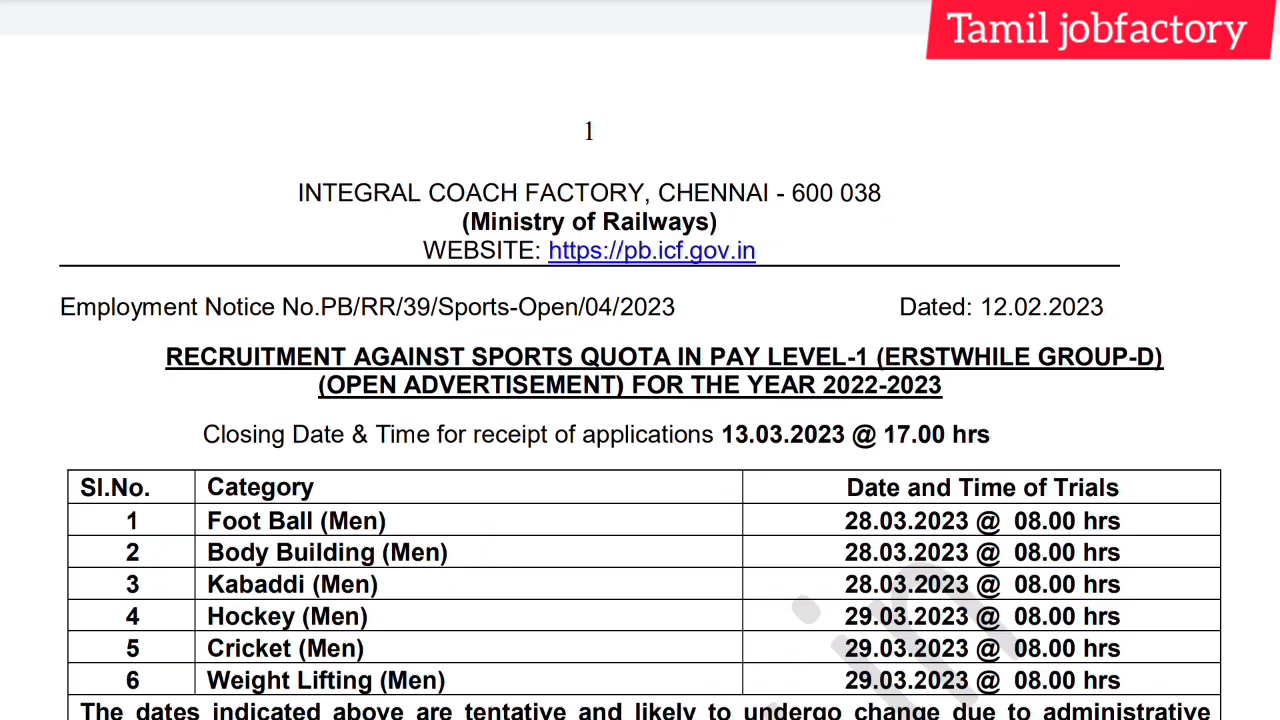 Tamil jobfactory
1
INTEGRAL COACH FACTORY, CHENNAI - 600 038
(Ministry of Railways)
WEBSITE: https://pb.icf.gov.in
Employment Notice No.PB/RR/39/Sports-Open/04/2023 Dated: 12.02.2023
RECRUITMENT AGAINST SPORTS QUOTA IN PAY LEVEL-1 (ERSTWHILE GROUP-D)
(OPEN ADVERTISEMENT) FOR THE YEAR 2022-2023
Closing Date & Time for receipt of applications 13.03.2023 @ 17.00 hrs
Sl.No. Category Date and Time of Trials
1 Foot Ball (Men) 28.03.2023 @ 08.00 hrs
2 Body Building (Men) 28.03.2023 @ 08.00 hrs
3 Kabaddi (Men) 28.03.2023 @ 08.00 hrs
4 Hockey (Men) 29.03.2023 @ 08.00 hrs
5 Cricket (Men) 29.03.2023 @ 08.00 hrs
6 Weight Lifting (Men) 29.03.2023 @ 08.00 hrs
The dates indicated above are tentative and likely to undergo change due to administrative
.in